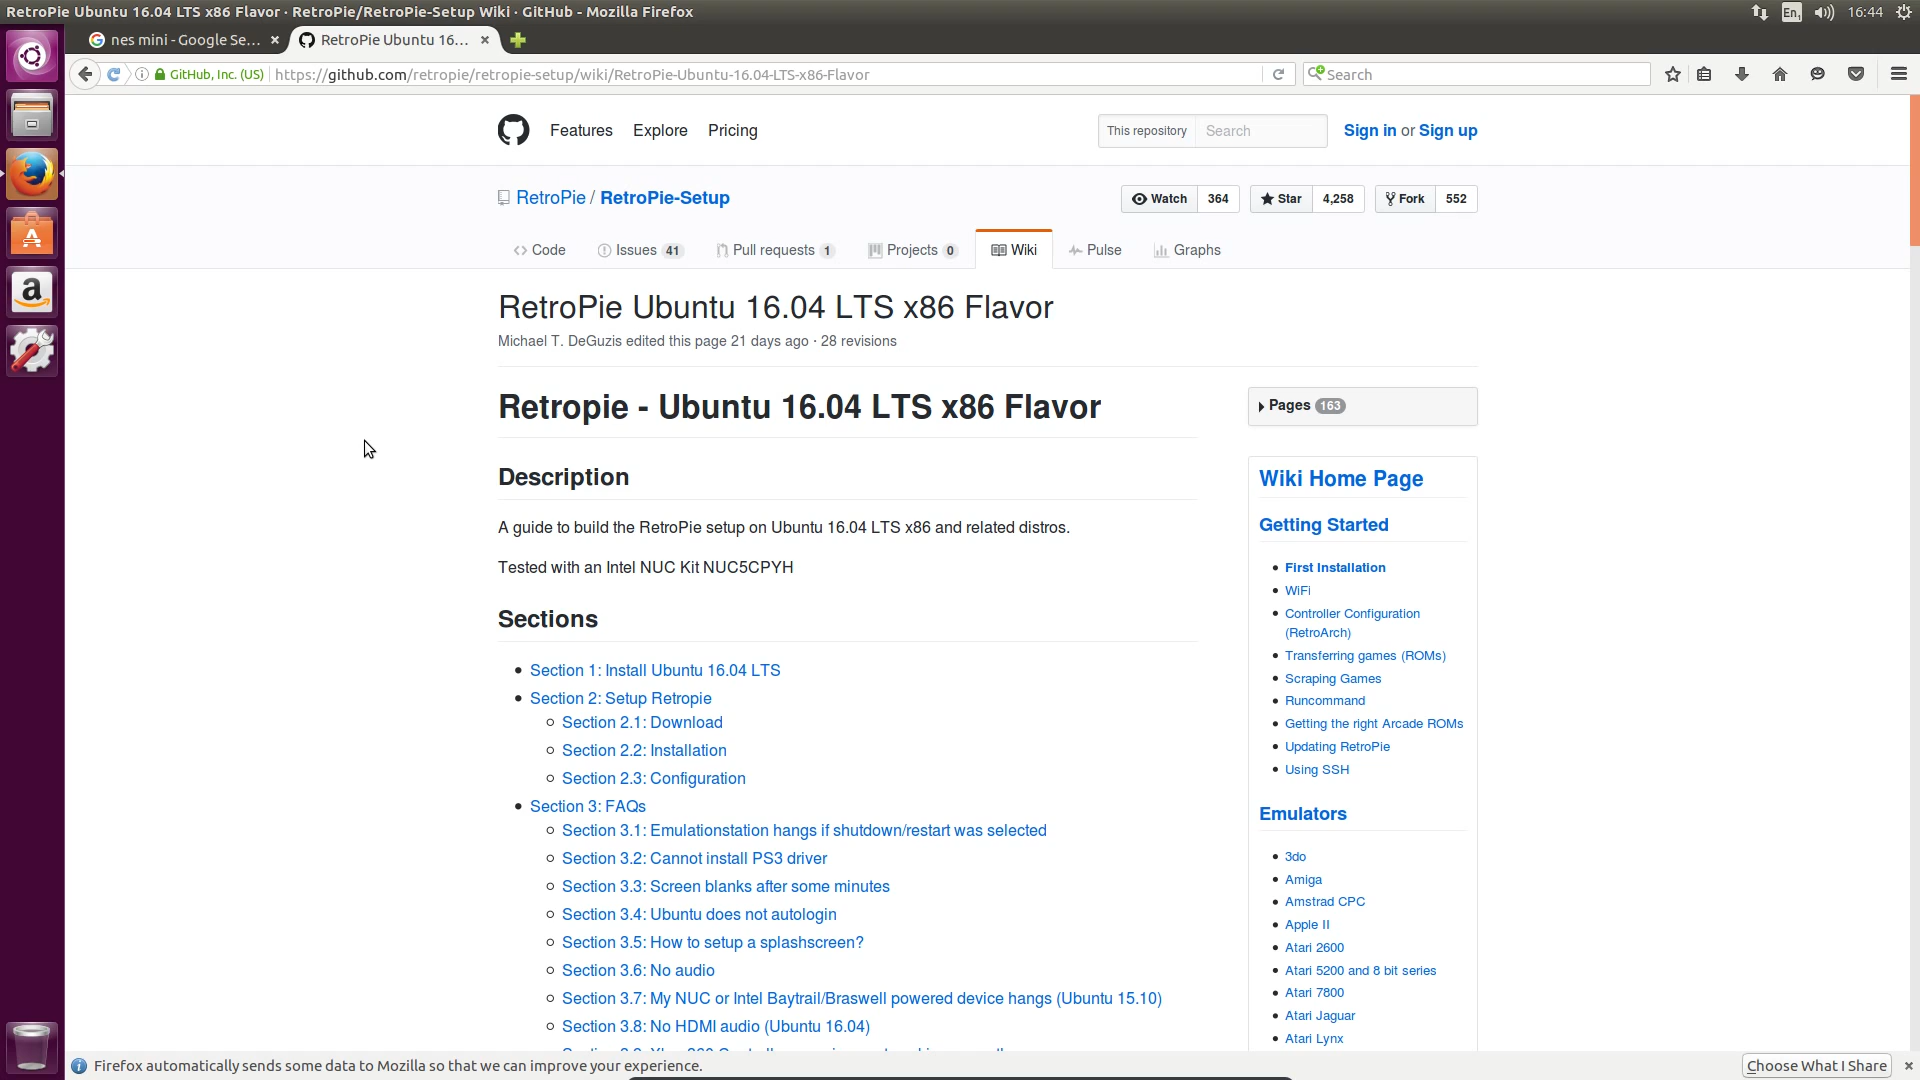 RetroPie Ubuntu 16.04 LTS x86 Flavor · RetroPie/RetroPie-Setup Wiki · GitHub - Mozilla Firefox
En1
16:44
nes mini - Google Se...
RetroPie Ubuntu 16...
GitHub, Inc. (US)
https://github.com/retropie/retropie-setup/wiki/RetroPie-Ubuntu-16.04-LTS-x86-Flavor
Search
Features
Explore
Pricing
This repository
Search
Sign in or Sign up
RetroPie / RetroPie-Setup
Watch 364
Star 4,258
Fork 552
Code
Issues 41
Pull requests 1
Projects 0
Wiki
Pulse
Graphs
RetroPie Ubuntu 16.04 LTS x86 Flavor
Michael T. DeGuzis edited this page 21 days ago · 28 revisions
Retropie - Ubuntu 16.04 LTS x86 Flavor
Description
A guide to build the RetroPie setup on Ubuntu 16.04 LTS x86 and related distros.
Tested with an Intel NUC Kit NUC5CPYH
Sections
Section 1: Install Ubuntu 16.04 LTS
Section 2: Setup Retropie
Section 2.1: Download
Section 2.2: Installation
Section 2.3: Configuration
Section 3: FAQs
Section 3.1: Emulationstation hangs if shutdown/restart was selected
Section 3.2: Cannot install PS3 driver
Section 3.3: Screen blanks after some minutes
Section 3.4: Ubuntu does not autologin
Section 3.5: How to setup a splashscreen?
Section 3.6: No audio
Section 3.7: My NUC or Intel Baytrail/Braswell powered device hangs (Ubuntu 15.10)
Section 3.8: No HDMI audio (Ubuntu 16.04)
Pages 163
Wiki Home Page
Getting Started
First Installation
WiFi
Controller Configuration
(RetroArch)
Transferring games (ROMs)
Scraping Games
Runcommand
Getting the right Arcade ROMs
Updating RetroPie
Using SSH
Emulators
3do
Amiga
Amstrad CPC
Apple II
Atari 2600
Atari 5200 and 8 bit series
Atari 7800
Atari Jaguar
Atari Lynx
Firefox automatically sends some data to Mozilla so that we can improve your experience.
Choose What I Share